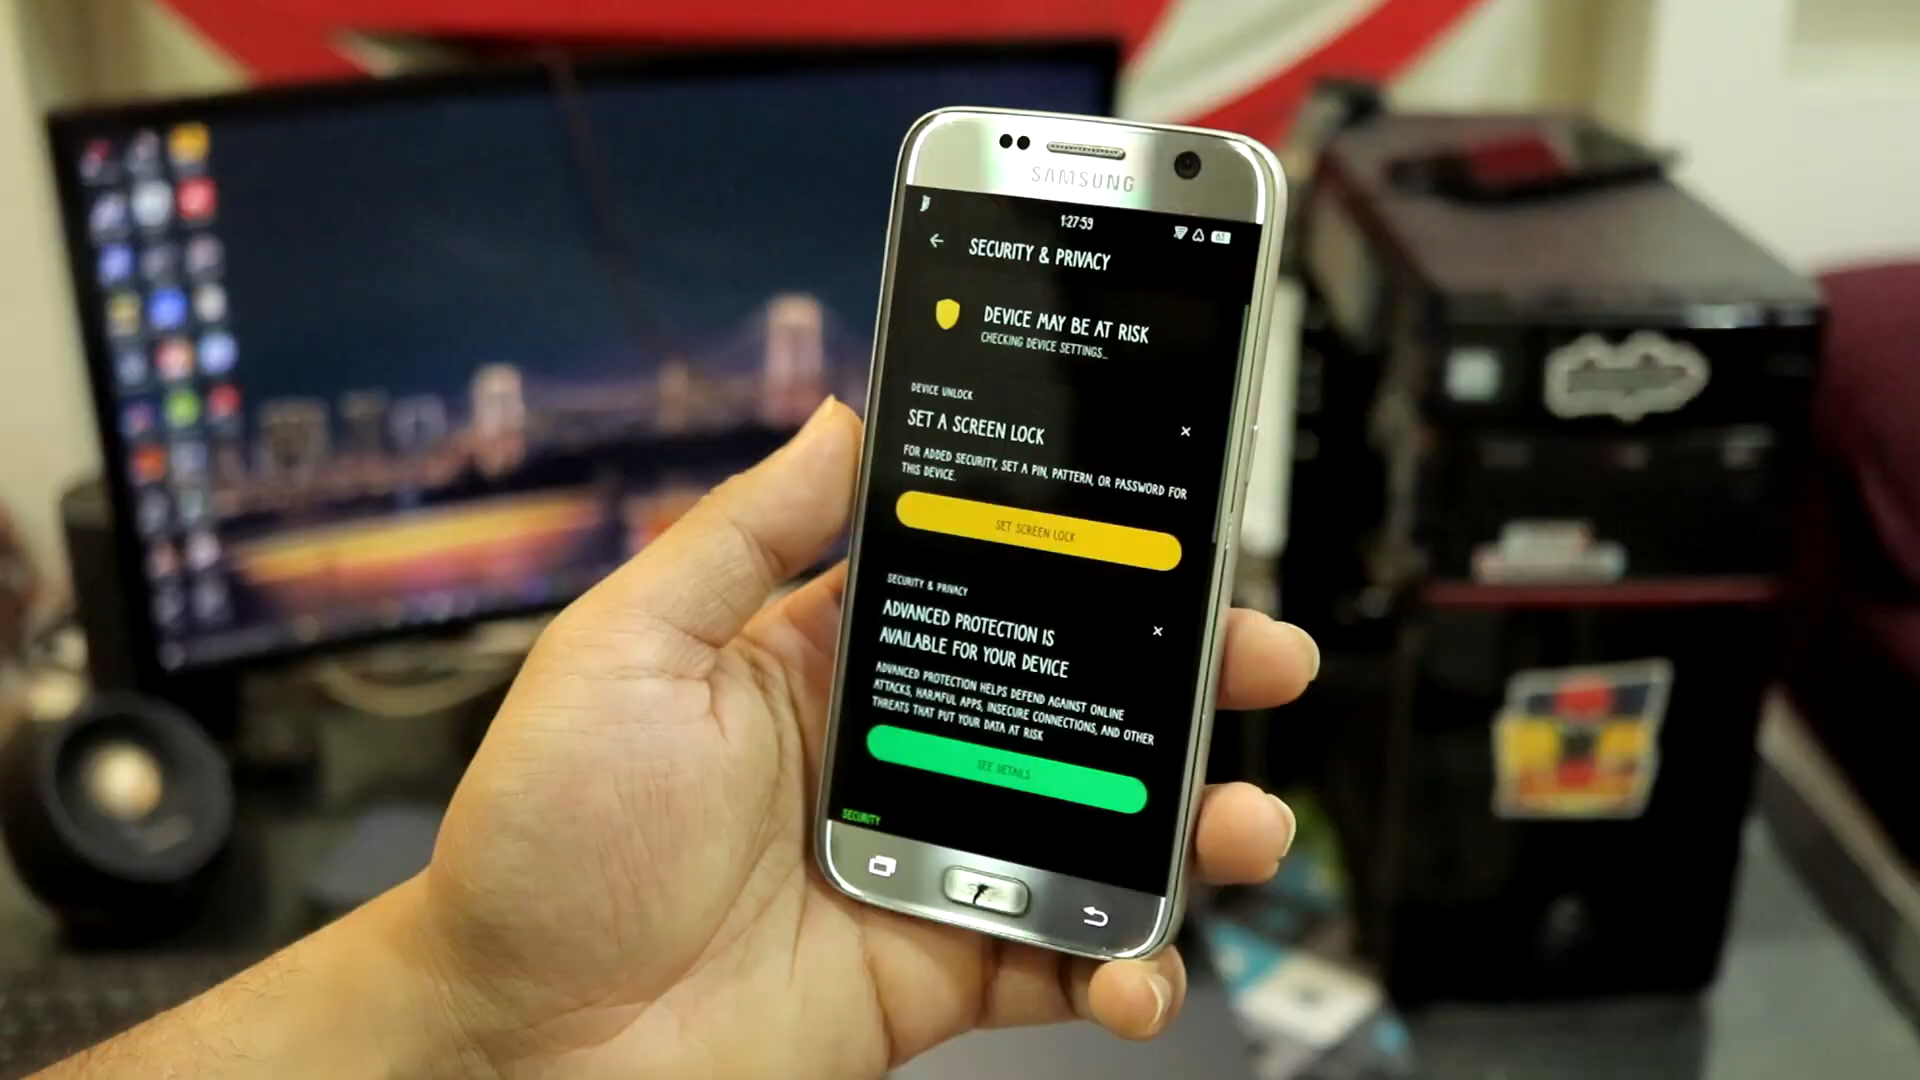 SAMSUNG
1:27:59
SECURITY & PRIVACY
DEVICE MAY BE AT RISK
CHECKING DEVICE SETTINGS...
DEVICE UNLOCK
SET A SCREEN LOCK
FOR ADDED SECURITY, SET A PIN, PATTERN, OR PASSWORD FOR
THIS DEVICE.
SET SCREEN LOCK
SECURITY & PRIVACY
ADVANCED PROTECTION IS
AVAILABLE FOR YOUR DEVICE
ADVANCED PROTECTION HELPS DEFEND AGAINST ONLINE
ATTACKS, HARMFUL APPS, INSECURE CONNECTIONS, AND OTHER
THREATS THAT PUT YOUR DATA AT RISK
SEE DETAILS
SECURITY